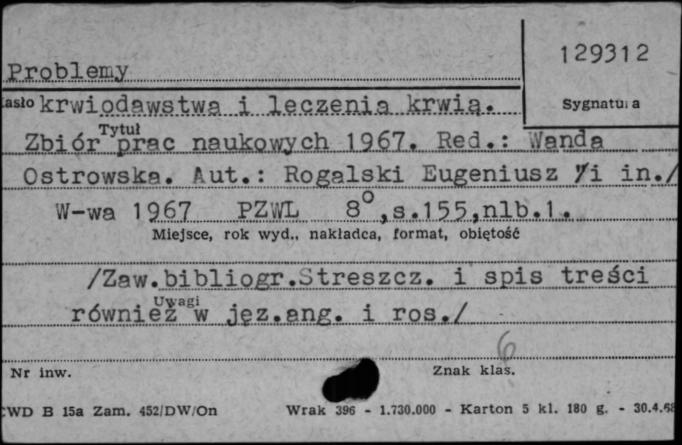 129312
Problemy
asło krwiodawstwa i leczenia krwią.
Sygnatura
Tytuł
Zbiór prac naukowych 1967. Red.: Wanda
Ostrowska. Aut.: Rogalski Eugeniusz /i in./
W-wa 1967 PZWL 8°,s.155,nlb.1.
Miejsce, rok wyd., nakładca, format, objętość
/Zaw.bibliogr.Streszcz. i spis treści
Uwagi
również w jęz.ang. i ros./
6
Nr inw.
Znak klas.
CWD B 15a Zam. 452/DW/On Wrak 396 - 1.730.000 - Karton 5 kl. 180 g. - 30.4.68